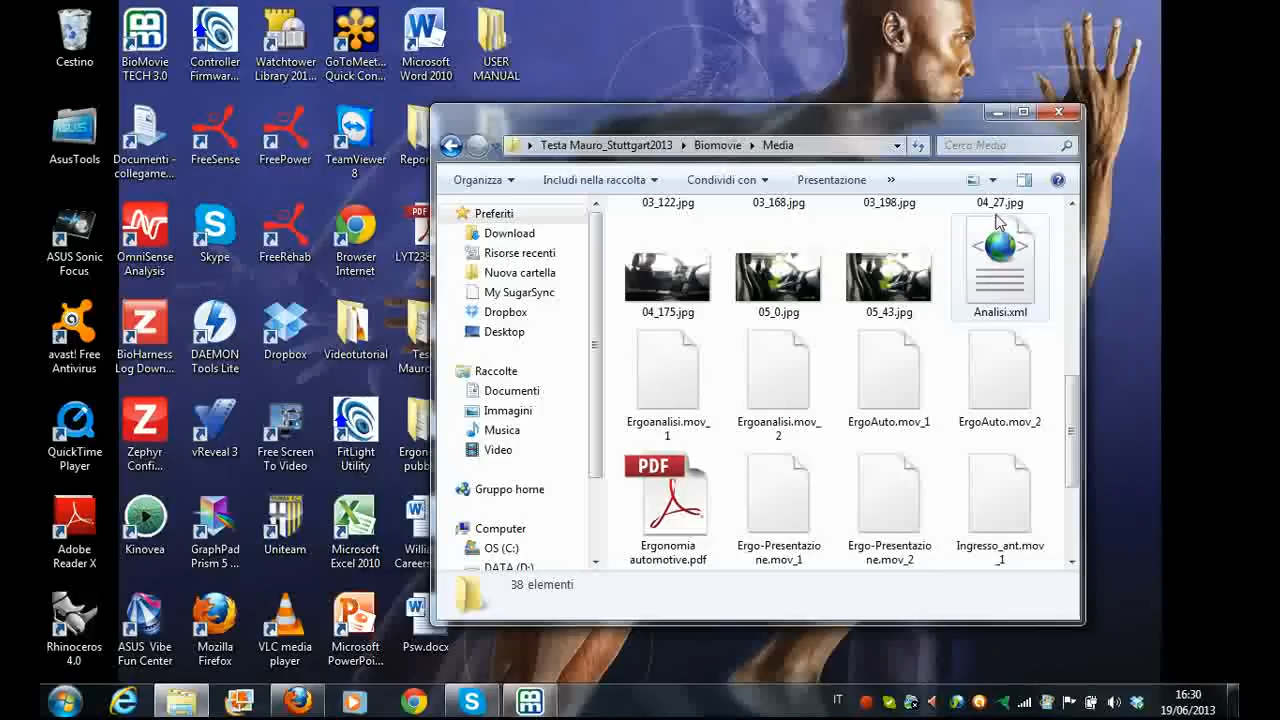 Cestino
BioMovie
TECH 3.0
Controller
Firmwar...
Watchtower
Library 201...
GoToMeet...
Quick Con...
Microsoft
Word 2010
USER
MANUAL
AsusTools
Documenti -
collegame...
FreeSense
FreePower
TeamViewer
8
Repor
ASUS Sonic
Focus
OmniSense
Analysis
Skype
FreeRehab
Browser
Internet
LYT238
avast! Free
Antivirus
BioHarness
Log Down...
DAEMON
Tools Lite
Dropbox
Videotutorial
Tes
Mauro
QuickTime
Player
Zephyr
Confi...
vReveal 3
Free Screen
To Video
FitLight
Utility
Ergon
pubb
Adobe
Reader X
Kinovea
GraphPad
Prism 5 ...
Uniteam
Microsoft
Excel 2010
Willia
Careers
Rhinoceros
4.0
ASUS Vibe
Fun Center
Mozilla
Firefox
VLC media
player
Microsoft
PowerPoi...
Psw.docx
Testa Mauro_Stuttgart2013 Biomovie Media
Cerca Media
Organizza Includi nella raccolta Condividi con Presentazione »
Preferiti
Download
Risorse recenti
Nuova cartella
My SugarSync
Dropbox
Desktop
Raccolte
Documenti
Immagini
Musica
Video
Gruppo home
Computer
OS (C:)
DATA (D:)
03_122.jpg 03_168.jpg 03_198.jpg 04_27.jpg
04_175.jpg 05_0.jpg 05_43.jpg Analisi.xml
Ergoanalisi.mov_
1
Ergoanalisi.mov_
2
ErgoAuto.mov_1 ErgoAuto.mov_2
PDF
Ergonomia
automotive.pdf
Ergo-Presentazio
ne.mov_1
Ergo-Presentazio
ne.mov_2
Ingresso_ant.mov
_1
38 elementi
IT
16:30
19/06/2013